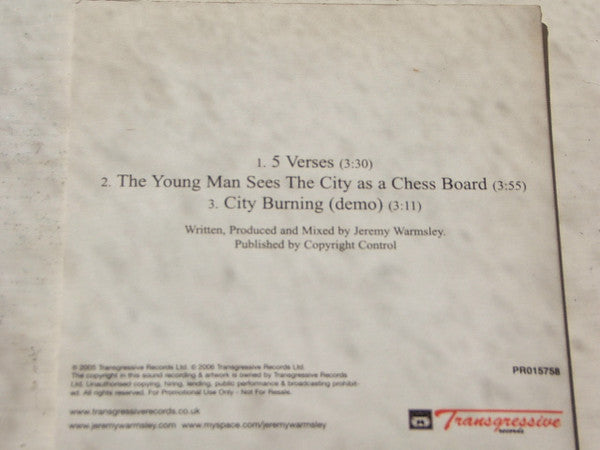 1. 5 Verses (3:30)
2. The Young Man Sees The City as a Chess Board (3:55)
3. City Burning (demo) (3:11)
Written, Produced and Mixed by Jeremy Warmsley.
Published by Copyright Control
℗ 2005 Transgressive Records Ltd. © 2006 Transgressive Records Ltd.
The copyright in this sound recording & artwork is owned by Transgressive Records
Ltd. Unauthorised copying, hiring, lending, public performance & broadcasting prohibit-
ed. All rights reserved. For Promotional Use Only - Not For Resale.
PR015758
www.transgressiverecords.co.uk
www.jeremywarmsley.com www.myspace.com/jeremywarmsley
Transgressive
records